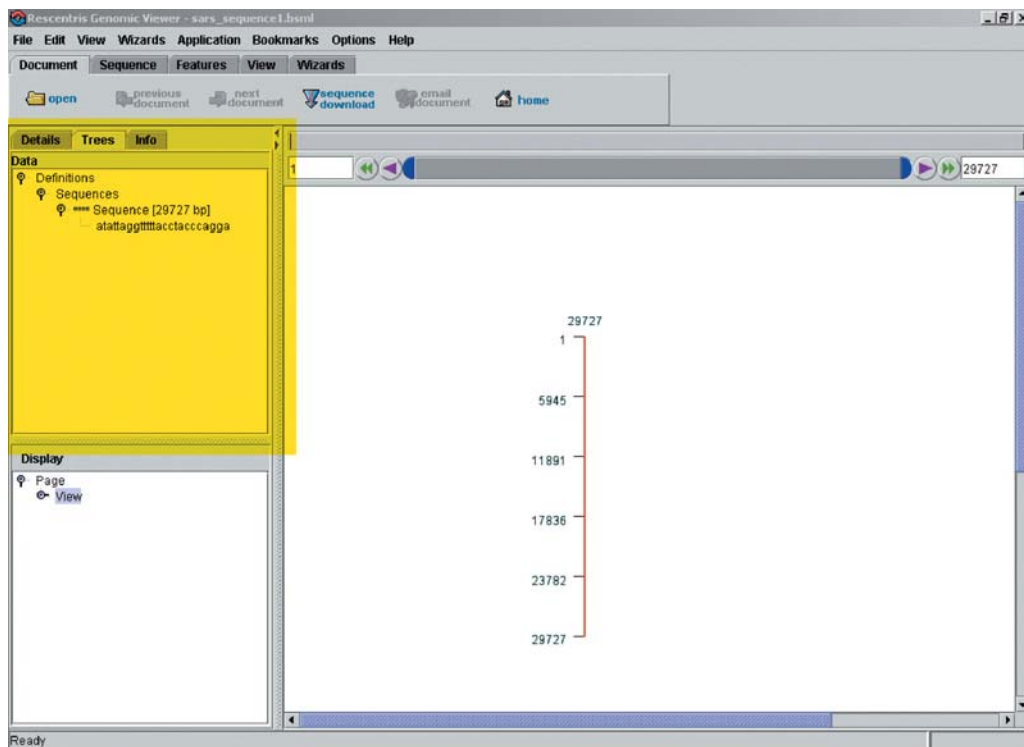 Rescentris Genomic Viewer - sars_sequence1.bsml
File Edit View Wizards Application Bookmarks Options Help
Document Sequence Features View Wizards
open previous document next document sequence download email document home
Details Trees Info
Data
1 29727
Definitions
Sequences
Sequence [29727 bp]
atattaggtttttacctacccagga
29727
1
5945
11891
17836
23782
29727
Display
Page
View
Ready